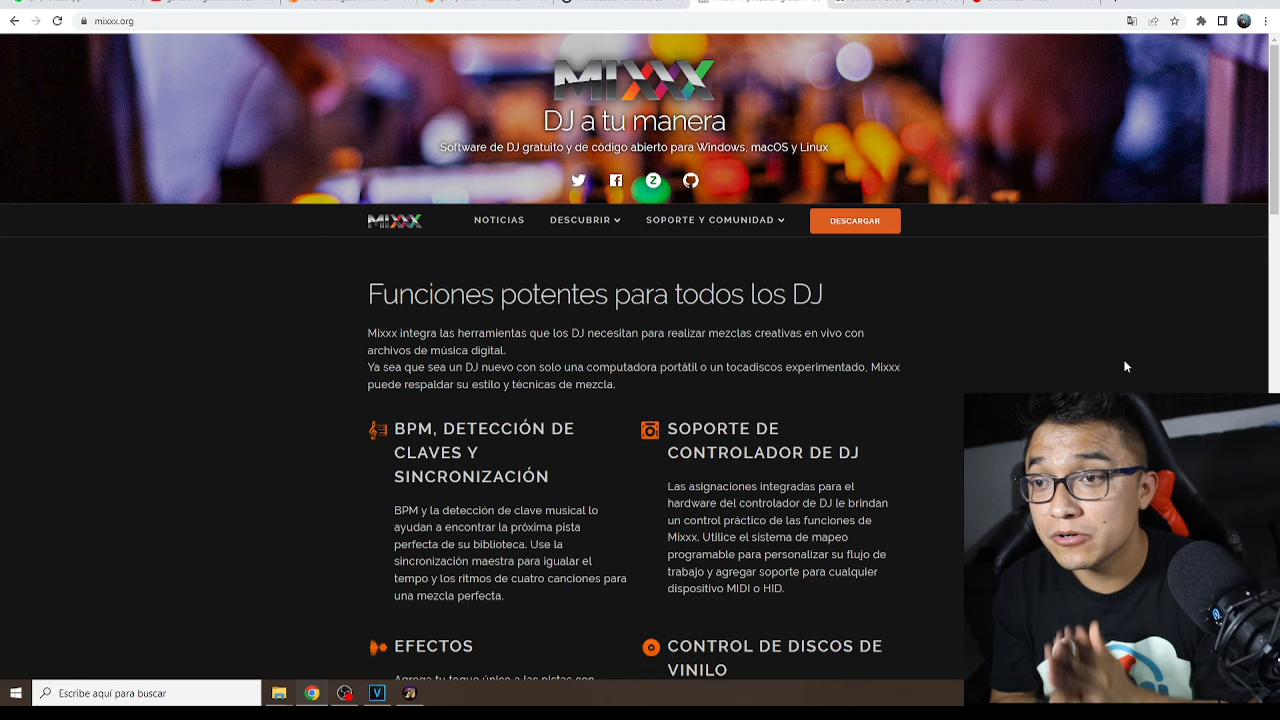 mixxx.org
MIXXX
DJ a tu manera
Software de DJ gratuito y de código abierto para Windows, macOS y Linux
MIXXX
NOTICIAS
DESCUBRIR
SOPORTE Y COMUNIDAD
DESCARGAR
Funciones potentes para todos los DJ
Mixxx integra las herramientas que los DJ necesitan para realizar mezclas creativas en vivo con
archivos de música digital.
Ya sea que sea un DJ nuevo con solo una computadora portátil o un tocadiscos experimentado, Mixxx
puede respaldar su estilo y técnicas de mezcla.
BPM, DETECCIÓN DE
CLAVES Y
SINCRONIZACIÓN
BPM y la detección de clave musical lo
ayudan a encontrar la próxima pista
perfecta de su biblioteca. Use la
sincronización maestra para igualar el
tempo y los ritmos de cuatro canciones para
una mezcla perfecta.
SOPORTE DE
CONTROLADOR DE DJ
Las asignaciones integradas para el
hardware del controlador de DJ le brindan
un control práctico de las funciones de
Mixxx. Utilice el sistema de mapeo
programable para personalizar su flujo de
trabajo y agregar soporte para cualquier
dispositivo MIDI o HID.
EFECTOS
Agrega tu toque único a las pistas con
CONTROL DE DISCOS DE
VINILO
Escribe aquí para buscar
V